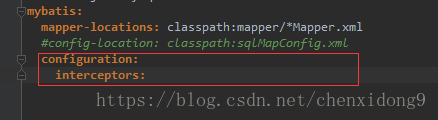 mybatis:
mapper-locations: classpath:mapper/*Mapper.xml
#config-location: classpath:sqlMapConfig.xml
configuration:
interceptors:
https://blog.csdn.net/chenxidong9